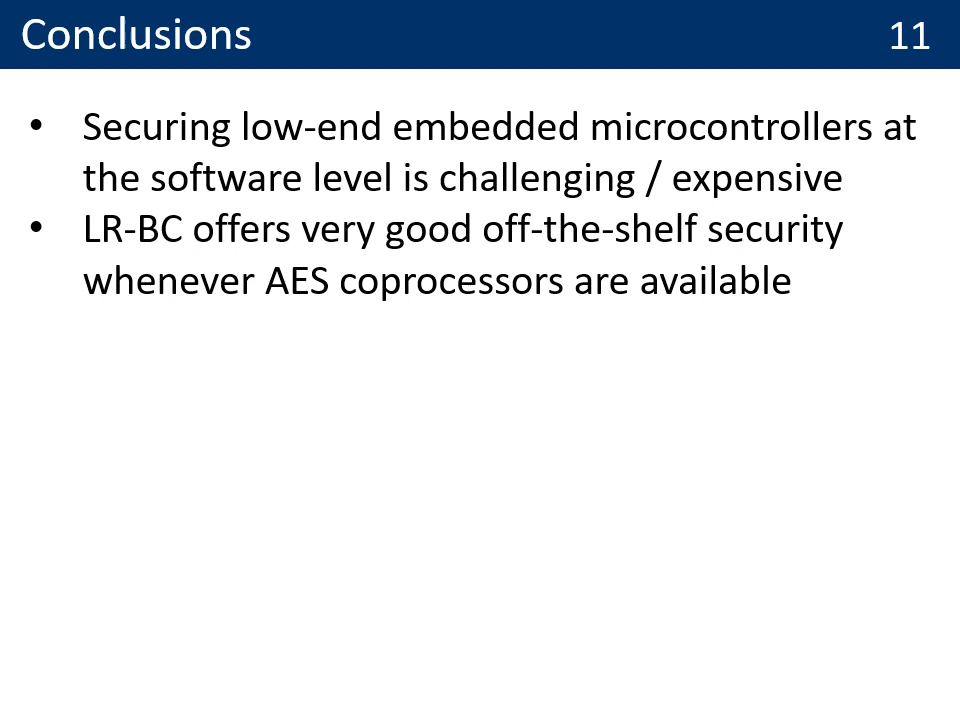 Conclusions 11
• Securing low-end embedded microcontrollers at
the software level is challenging / expensive
• LR-BC offers very good off-the-shelf security
whenever AES coprocessors are available